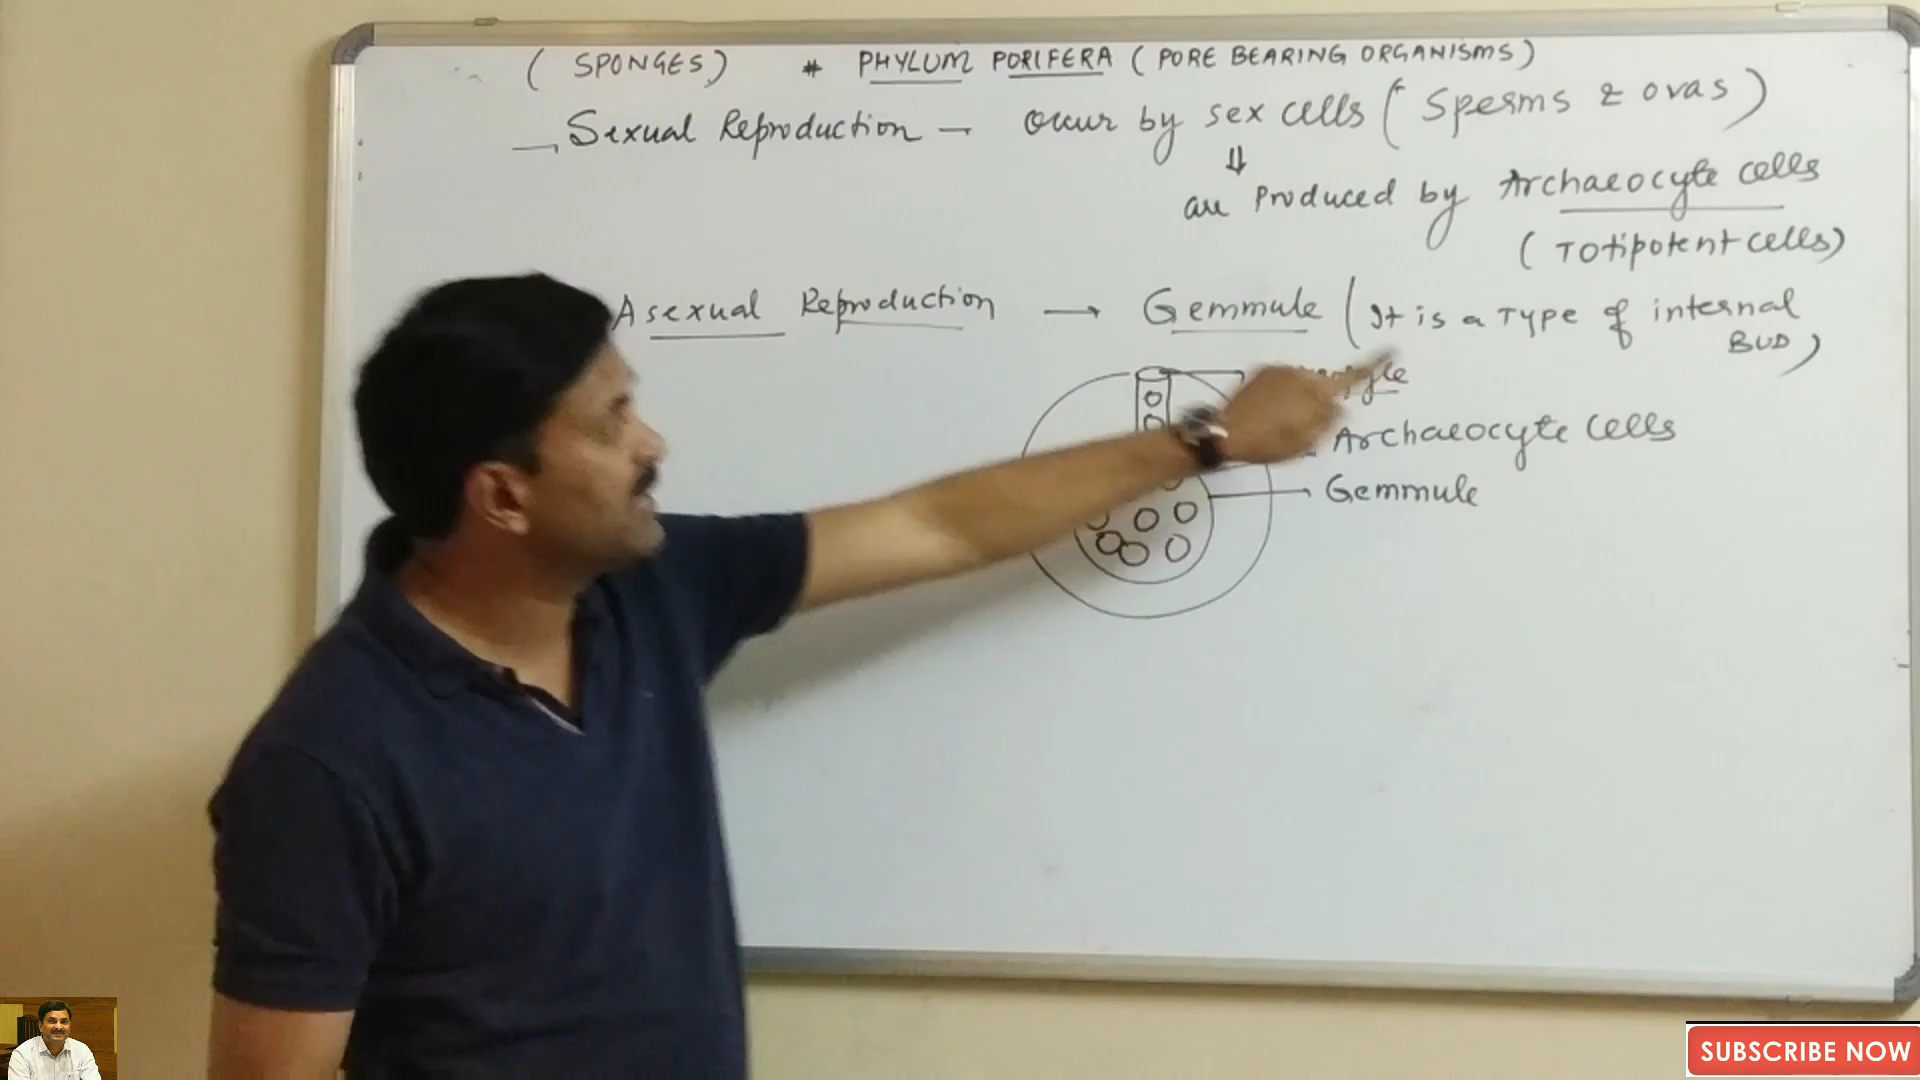 (SPONGES) * PHYLUM PORIFERA (PORE BEARING ORGANISMS)
Sexual Reproduction - occur by sex cells (Sperms & ovas)
⇓
are Produced by Archaeocyte cells
(Totipotent cells)
Asexual Reproduction → Gemmule (It is a Type of internal
BUD)
Archaeocyte cells
Gemmule
SUBSCRIBE NOW